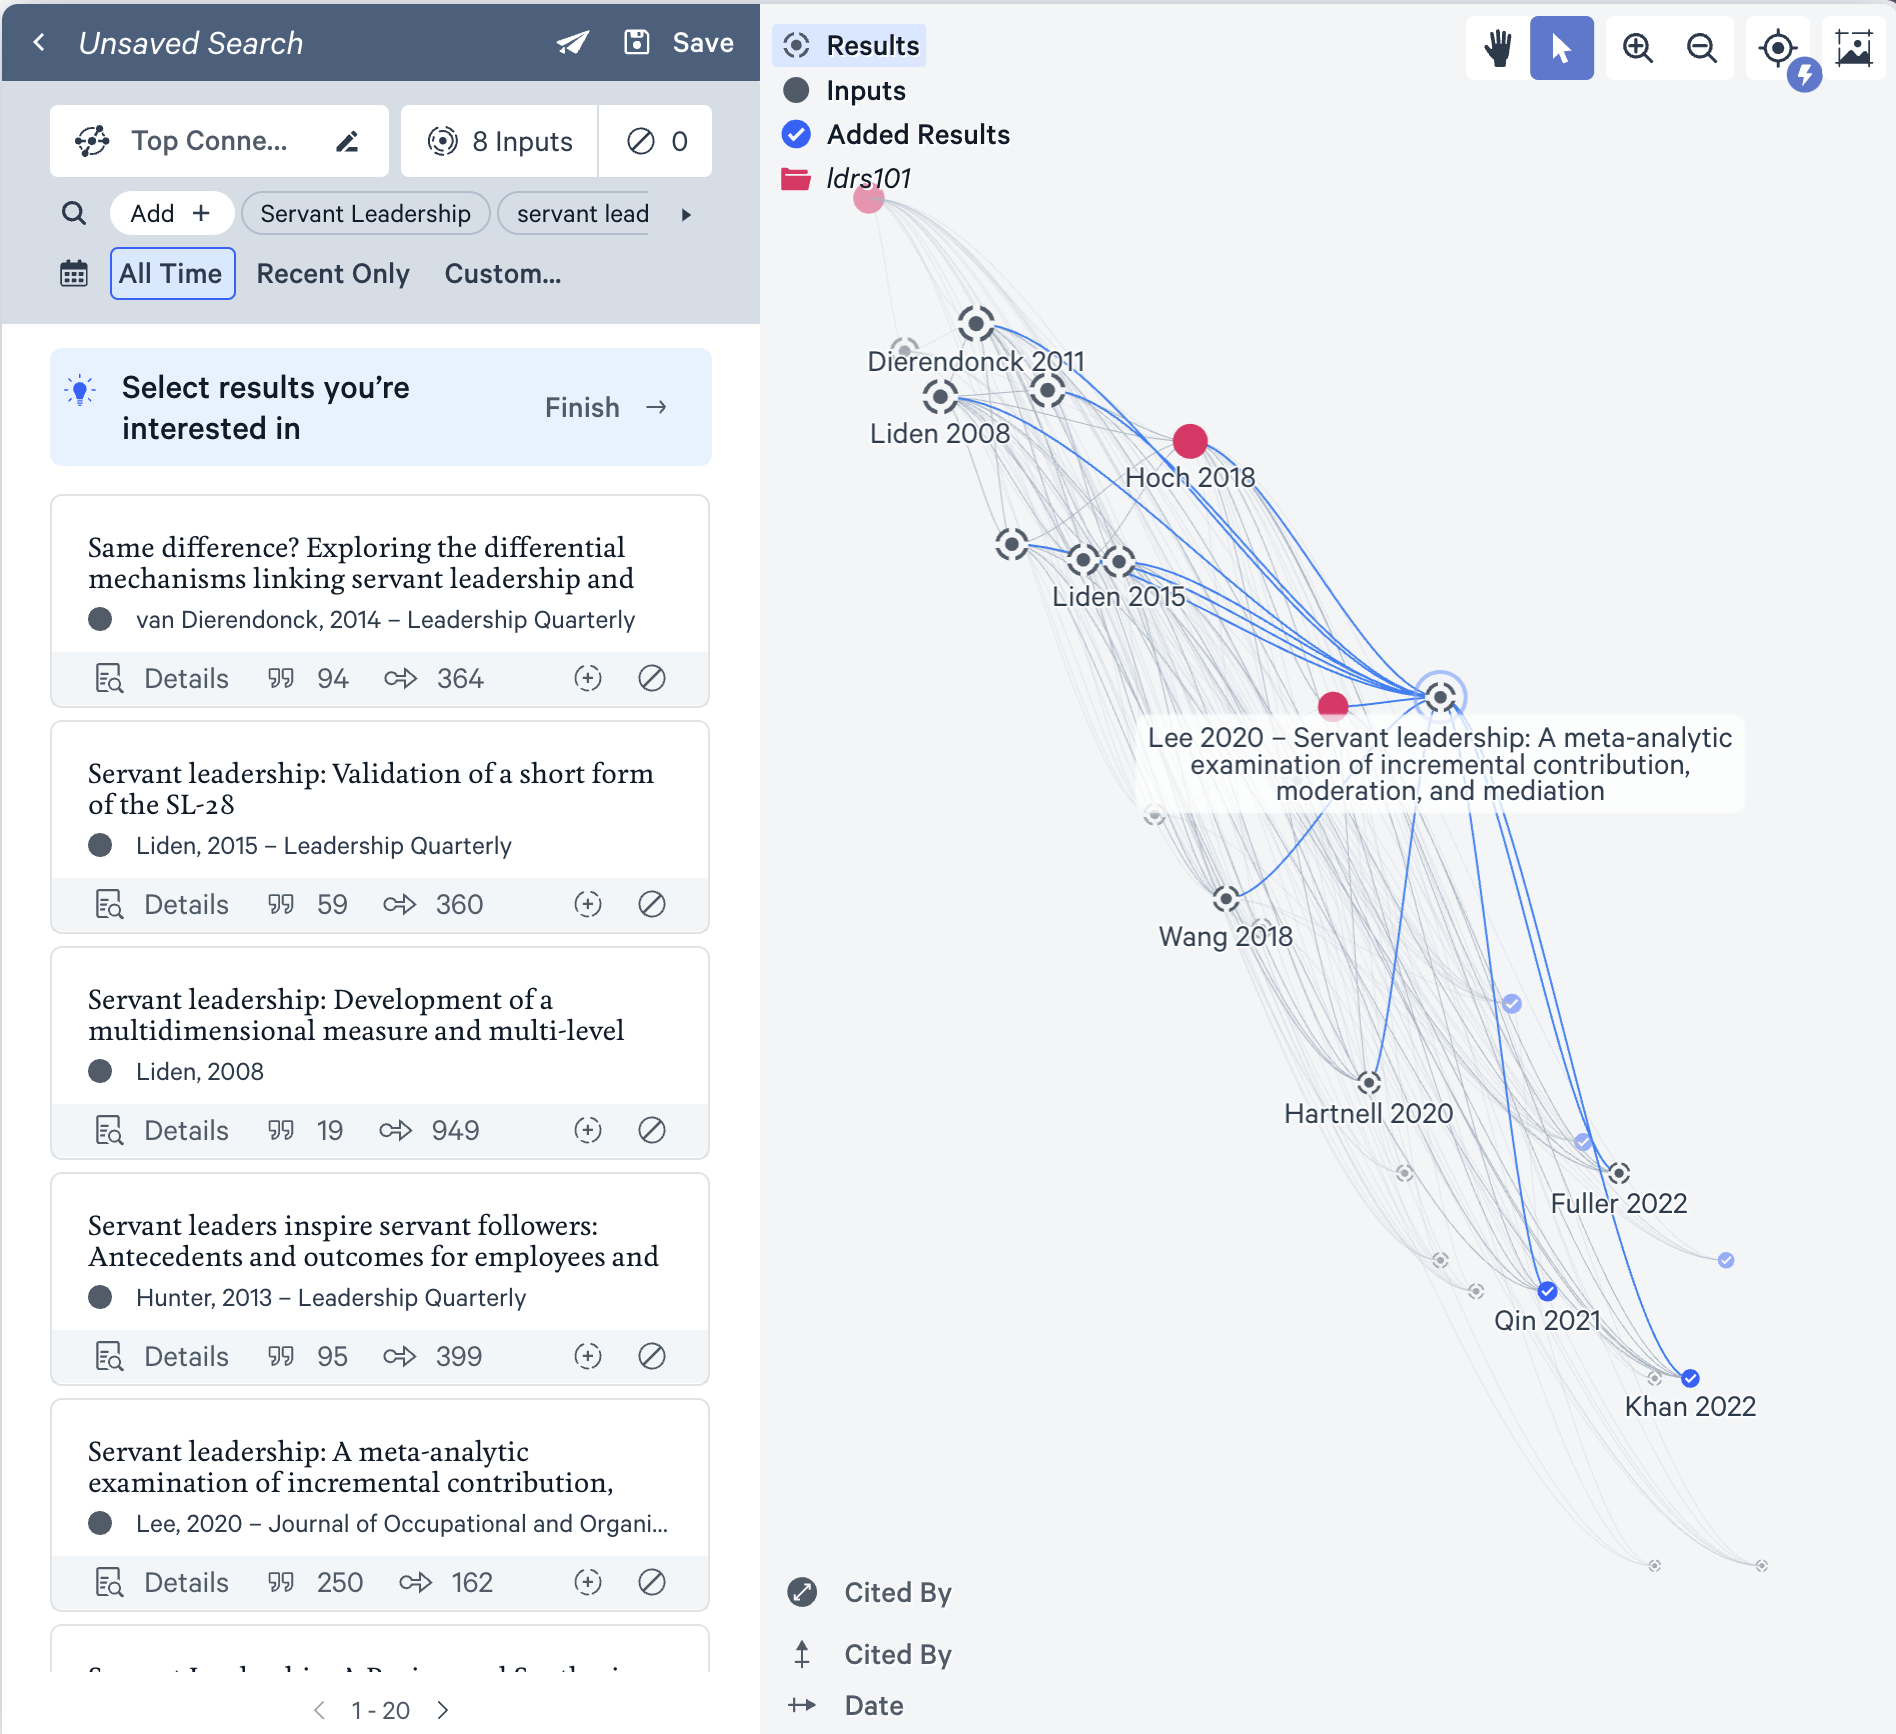 Unsaved Search
Save
Top Conne...
8 Inputs
0
Add +
Servant Leadership
servant lead
All Time
Recent Only
Custom...
Select results you’re
interested in
Finish →
Same difference? Exploring the differential
mechanisms linking servant leadership and
van Dierendonck, 2014 – Leadership Quarterly
Details 94 364
Servant leadership: Validation of a short form
of the SL-28
Liden, 2015 – Leadership Quarterly
Details 59 360
Servant leadership: Development of a
multidimensional measure and multi-level
Liden, 2008
Details 19 949
Servant leaders inspire servant followers:
Antecedents and outcomes for employees and
Hunter, 2013 – Leadership Quarterly
Details 95 399
Servant leadership: A meta-analytic
examination of incremental contribution,
Lee, 2020 – Journal of Occupational and Organi...
Details 250 162
1 - 20
Results
Inputs
Added Results
ldrs101
Dierendonck 2011
Liden 2008
Hoch 2018
Liden 2015
Lee 2020 – Servant leadership: A meta-analytic
examination of incremental contribution,
moderation, and mediation
Wang 2018
Hartnell 2020
Fuller 2022
Qin 2021
Khan 2022
Cited By
Cited By
Date